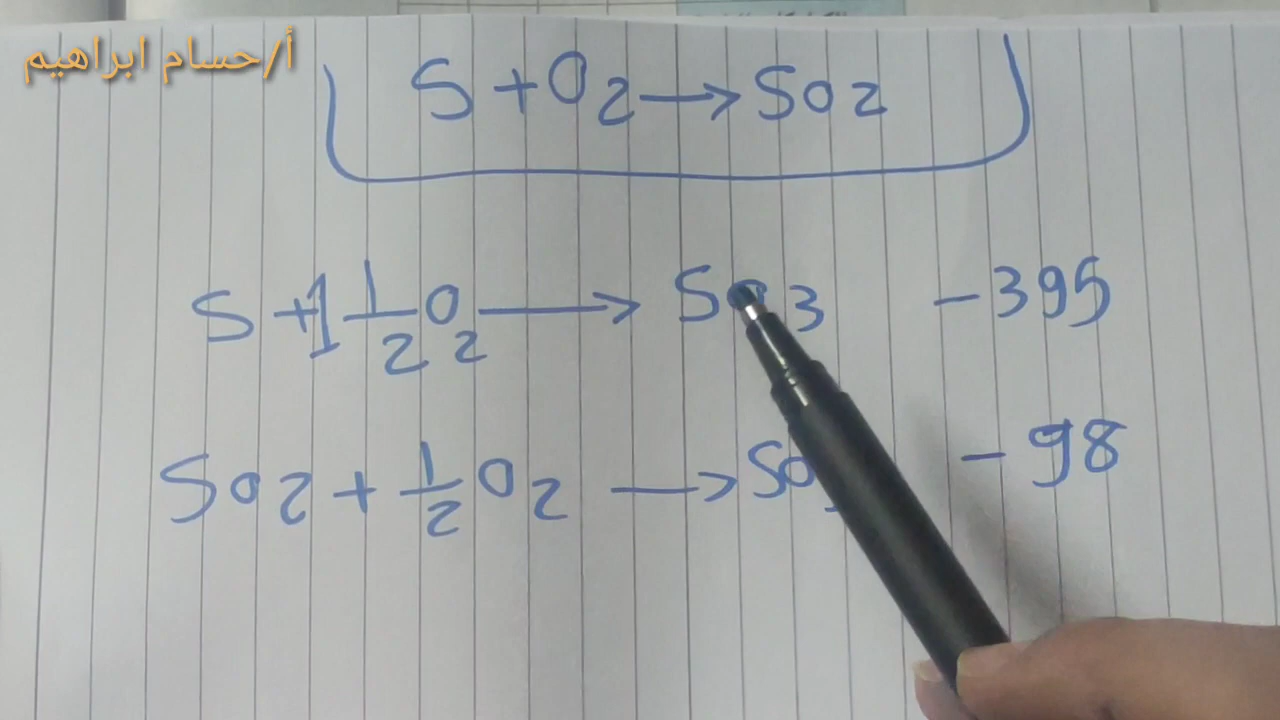 أ/حسام ابراهيم
S + O2 → SO2
S + 1 1/2 O2 → SO3 -395
SO2 + 1/2 O2 → SO -98